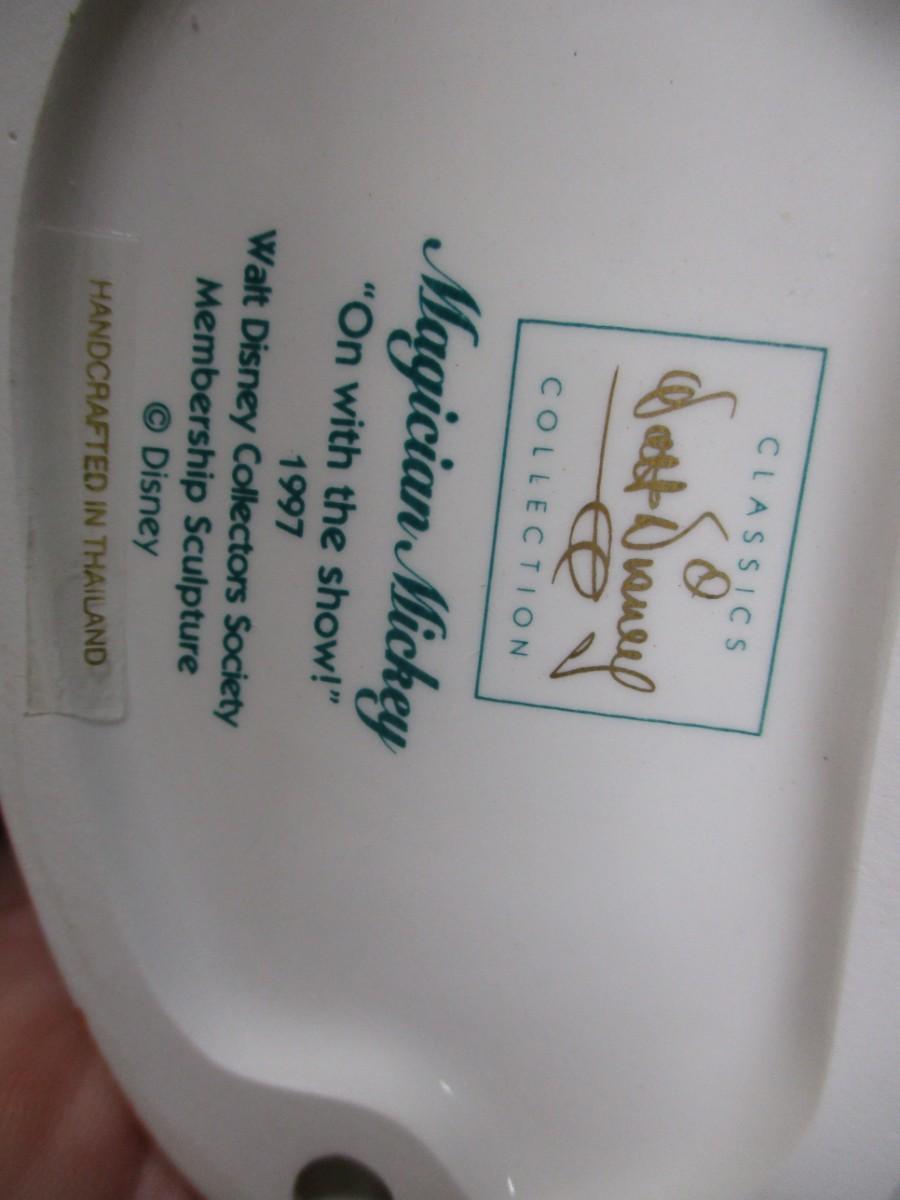 CLASSICS
Walt Disney
COLLECTION
Magician Mickey
"On with the show!"
1997
Walt Disney Collectors Society
Membership Sculpture
© Disney
HANDCRAFTED IN THAILAND